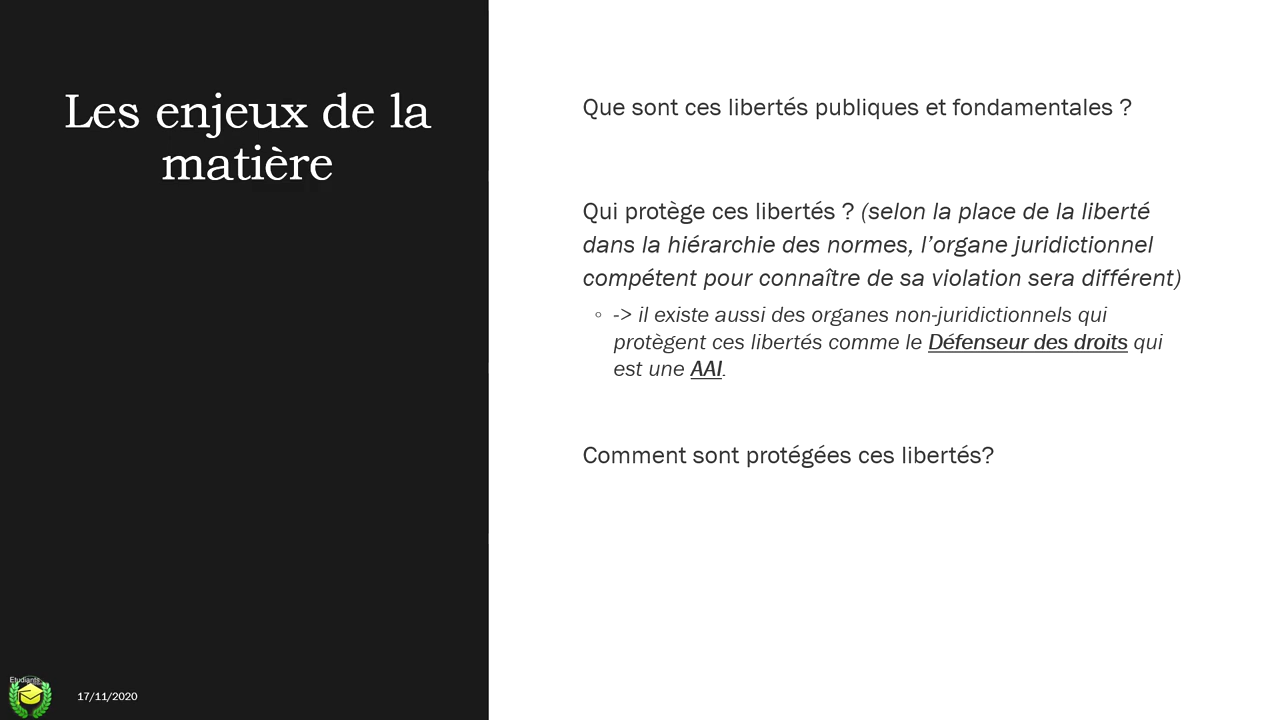 Les enjeux de la
matière
Que sont ces libertés publiques et fondamentales ?
Qui protège ces libertés ? (selon la place de la liberté
dans la hiérarchie des normes, l’organe juridictionnel
compétent pour connaître de sa violation sera différent)
◦ -> il existe aussi des organes non-juridictionnels qui
protègent ces libertés comme le Défenseur des droits qui
est une AAI.
Comment sont protégées ces libertés?
Etudiants
17/11/2020